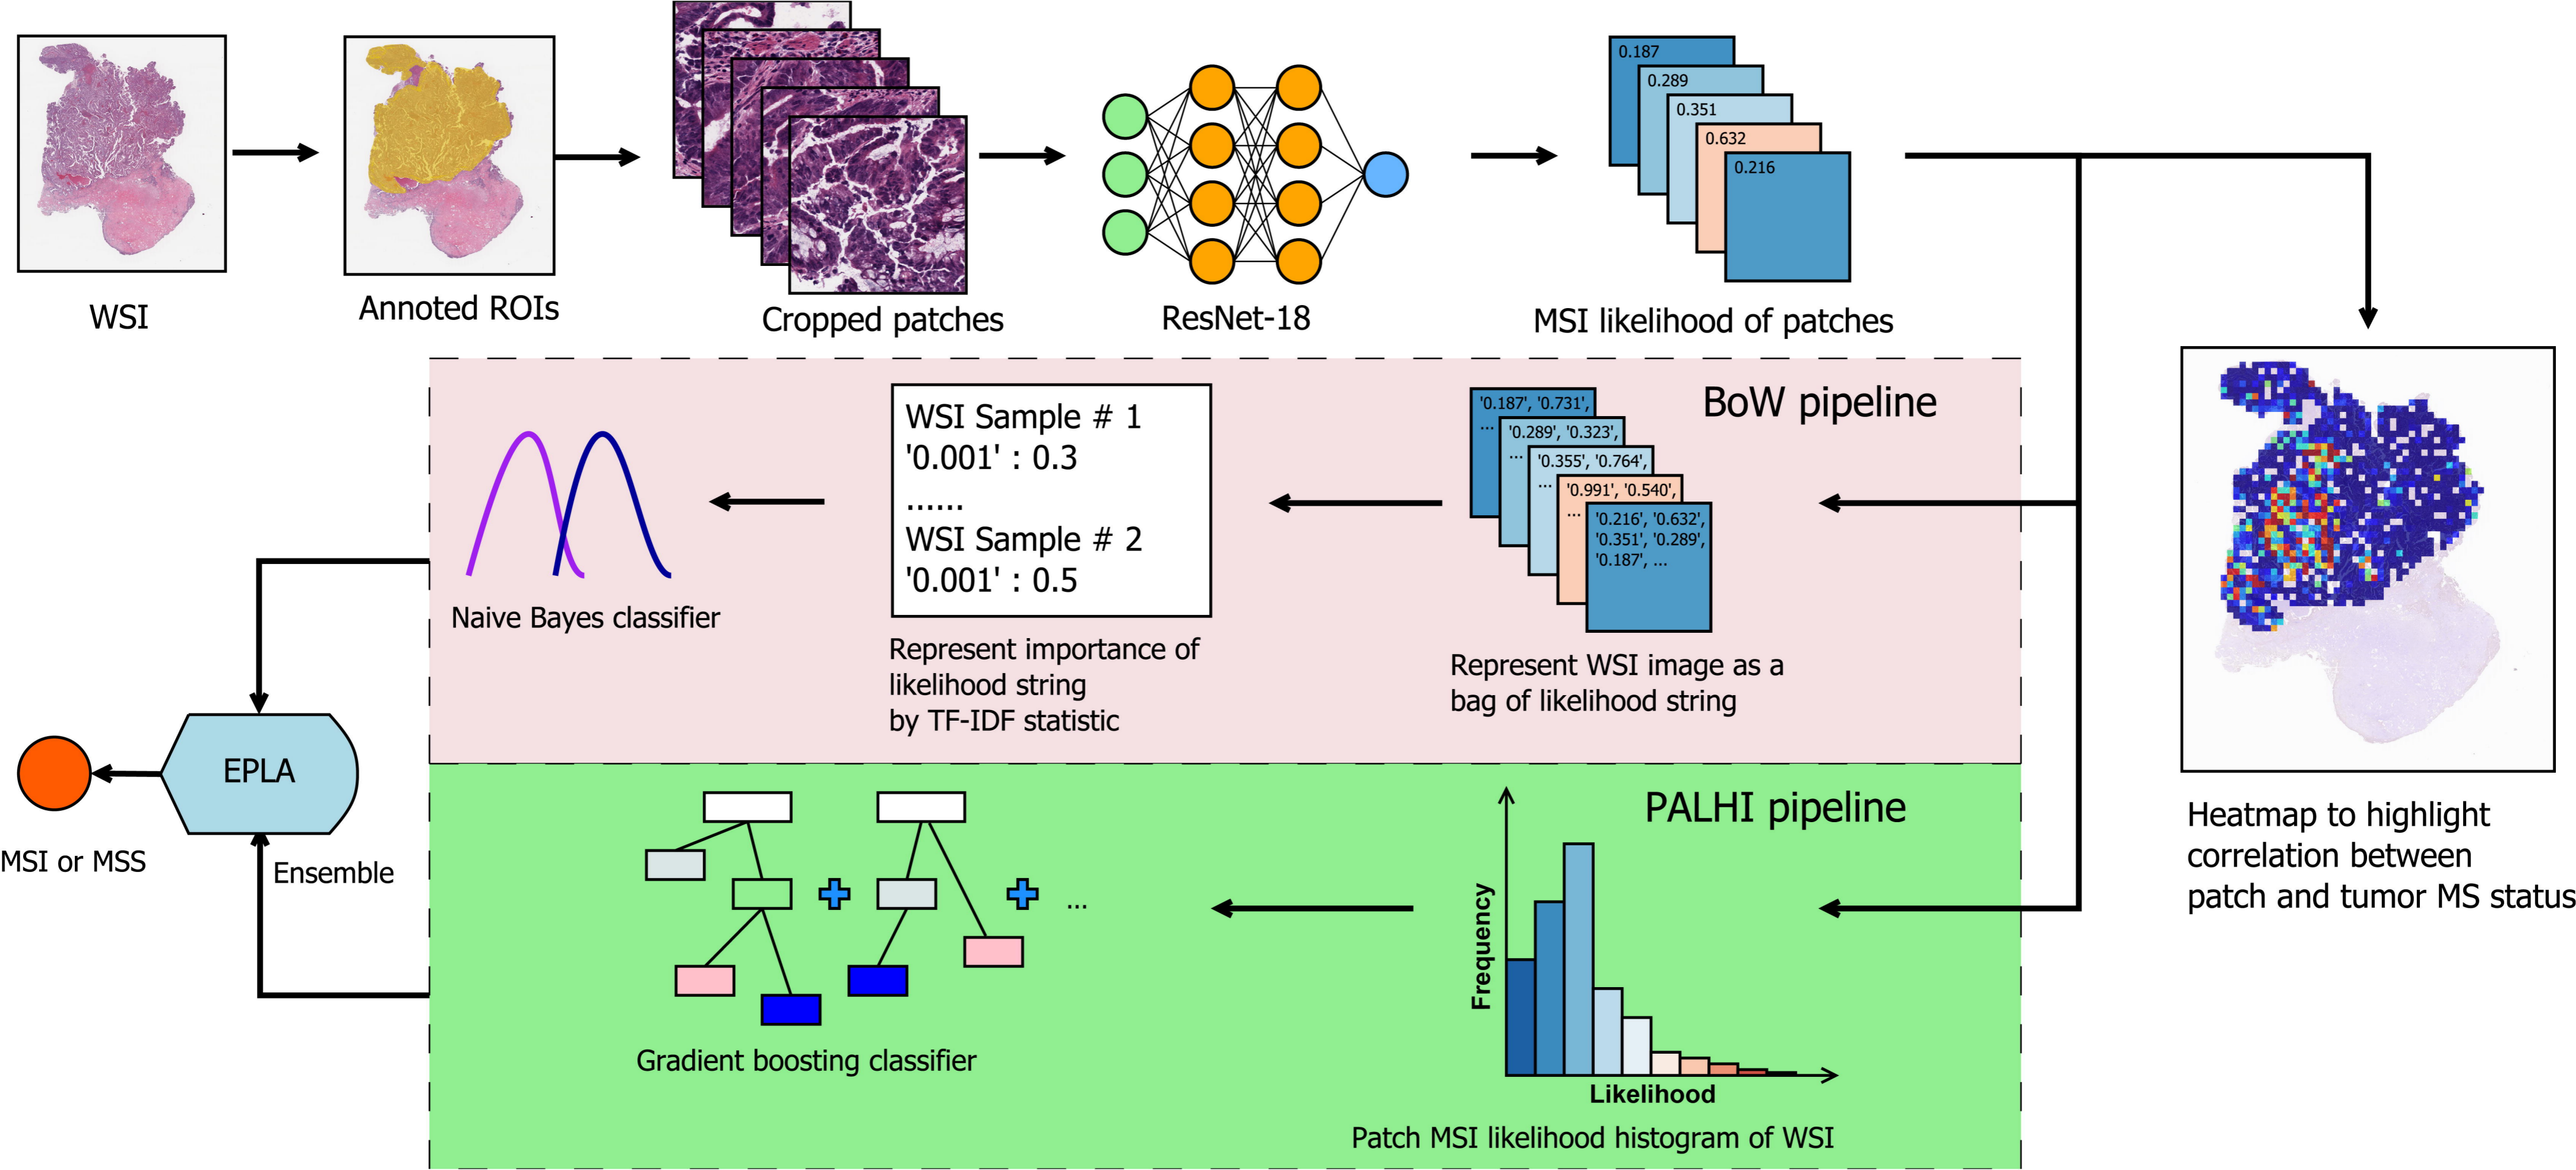 WSI
Annoted ROIs
Cropped patches
ResNet-18
0.187
0.289
0.351
0.632
0.216
MSI likelihood of patches
BoW pipeline
'0.187', '0.731',
...
'0.289', '0.323',
...
'0.355', '0.764',
...
'0.991', '0.540',
...
'0.216', '0.632',
'0.351', '0.289',
'0.187', ...
Represent WSI image as a
bag of likelihood string
WSI Sample # 1
'0.001' : 0.3
......
WSI Sample # 2
'0.001' : 0.5
Represent importance of
likelihood string
by TF-IDF statistic
Naive Bayes classifier
PALHI pipeline
Frequency
Likelihood
Patch MSI likelihood histogram of WSI
...
Gradient boosting classifier
EPLA
Ensemble
MSI or MSS
Heatmap to highlight
correlation between
patch and tumor MS status